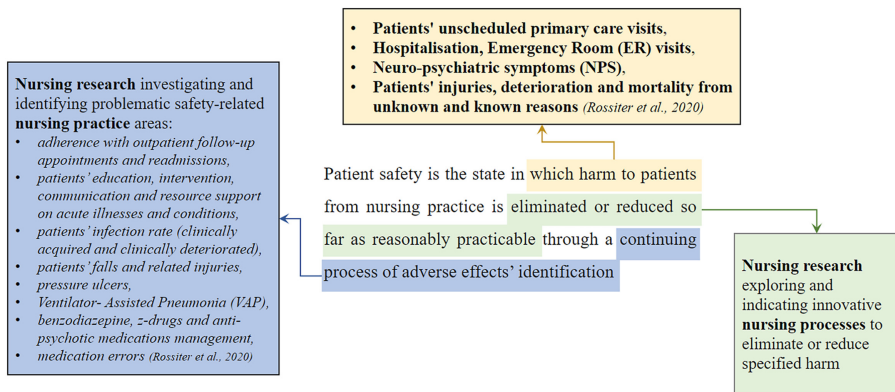 • Patients' unscheduled primary care visits,
• Hospitalisation, Emergency Room (ER) visits,
• Neuro-psychiatric symptoms (NPS),
• Patients' injuries, deterioration and mortality from
unknown and known reasons (Rossiter et al., 2020)
Nursing research investigating and
identifying problematic safety-related
nursing practice areas:
• adherence with outpatient follow-up
appointments and readmissions,
• patients' education, intervention,
communication and resource support
on acute illnesses and conditions,
• patients' infection rate (clinically
acquired and clinically deteriorated),
• patients' falls and related injuries,
• pressure ulcers,
• Ventilator- Assisted Pneumonia (VAP),
• benzodiazepine, z-drugs and anti-
psychotic medications management,
• medication errors (Rossiter et al., 2020)
Patient safety is the state in which harm to patients
from nursing practice is eliminated or reduced so
far as reasonably practicable through a continuing
process of adverse effects' identification
Nursing research
exploring and
indicating innovative
nursing processes to
eliminate or reduce
specified harm